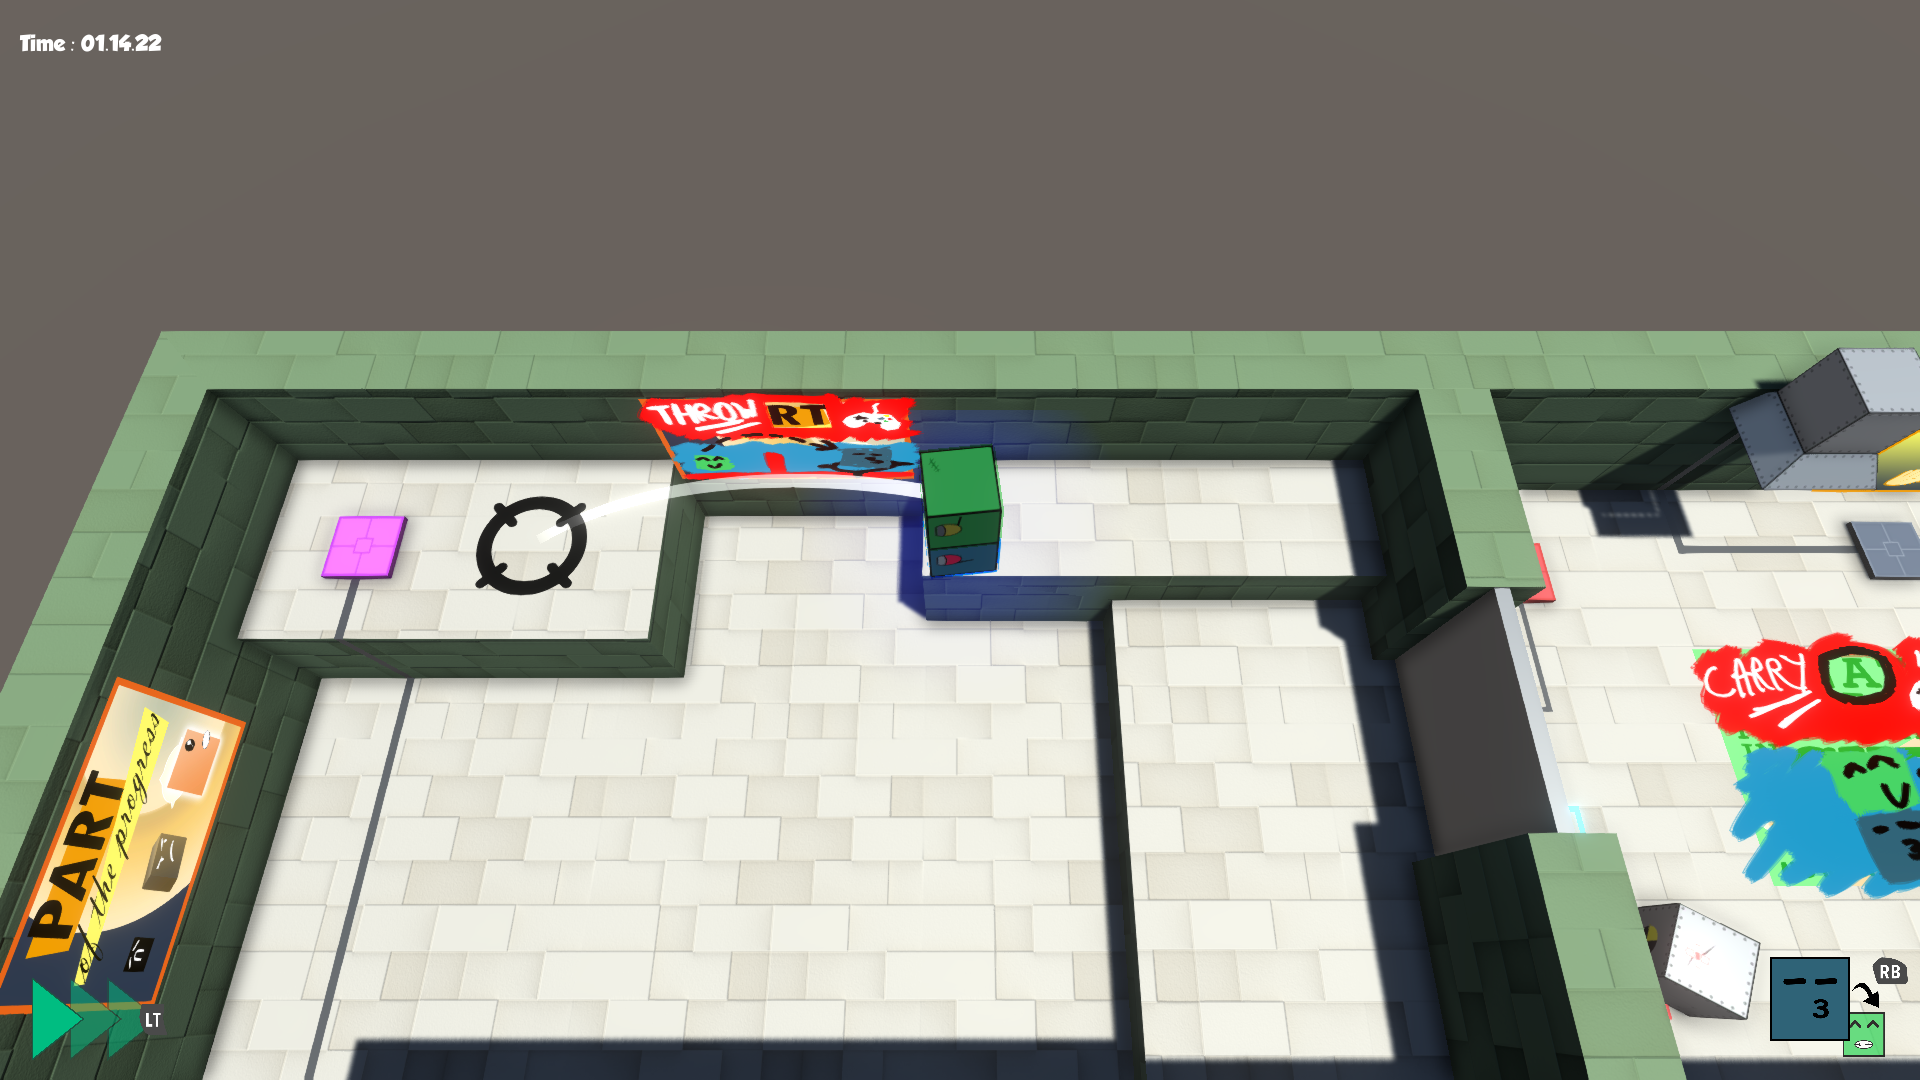 Time : 01.14.22
THROW RT
CARRY A
PART
of the progress
LT
RB
3